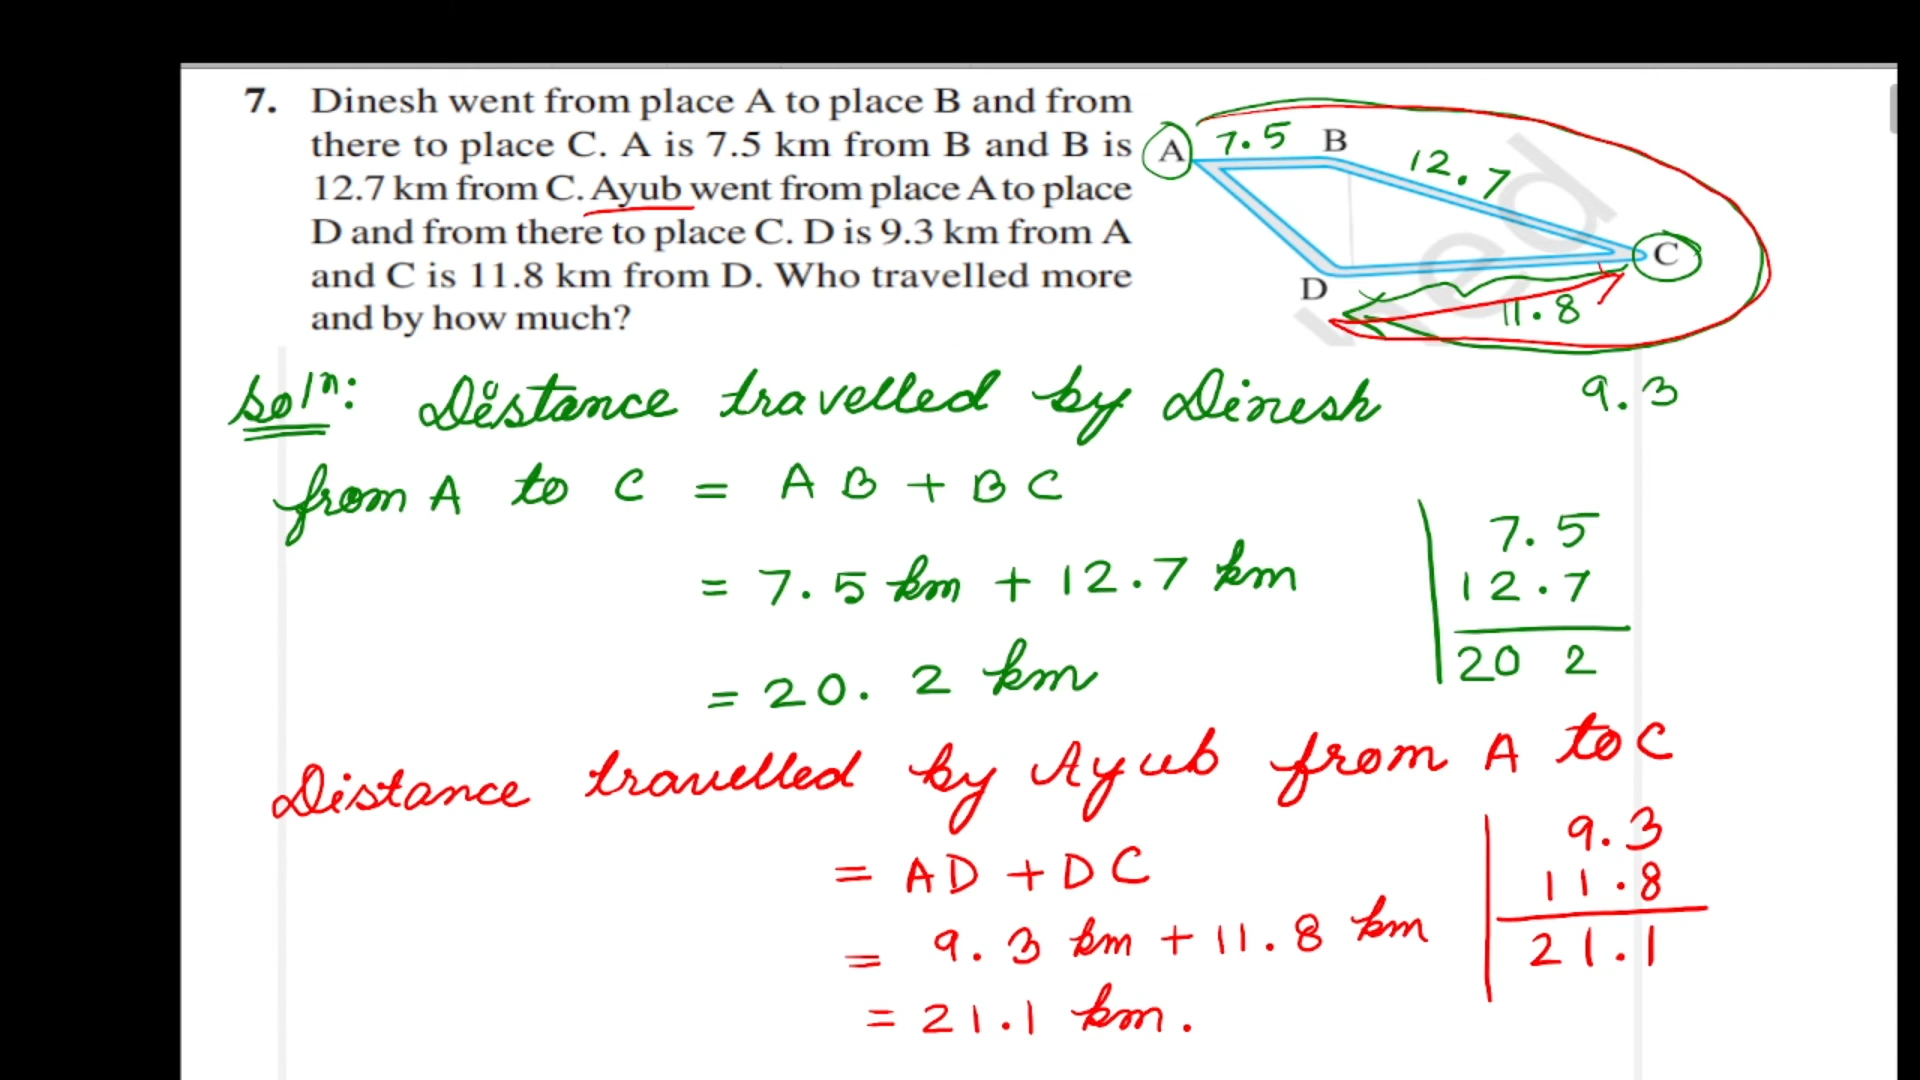 7. Dinesh went from place A to place B and from
there to place C. A is 7.5 km from B and B is
12.7 km from C. Ayub went from place A to place
D and from there to place C. D is 9.3 km from A
and C is 11.8 km from D. Who travelled more
and by how much?
A 7.5 B
12.7
C
D
11.8
9.3
Soln: Distance travelled by Dinesh
from A to C = AB + BC
= 7.5 km + 12.7 km
= 20.2 km
7.5
12.7
20 2
Distance travelled by Ayub from A to C
= AD + DC
= 9.3 km + 11.8 km
= 21.1 km.
9.3
11.8
21.1